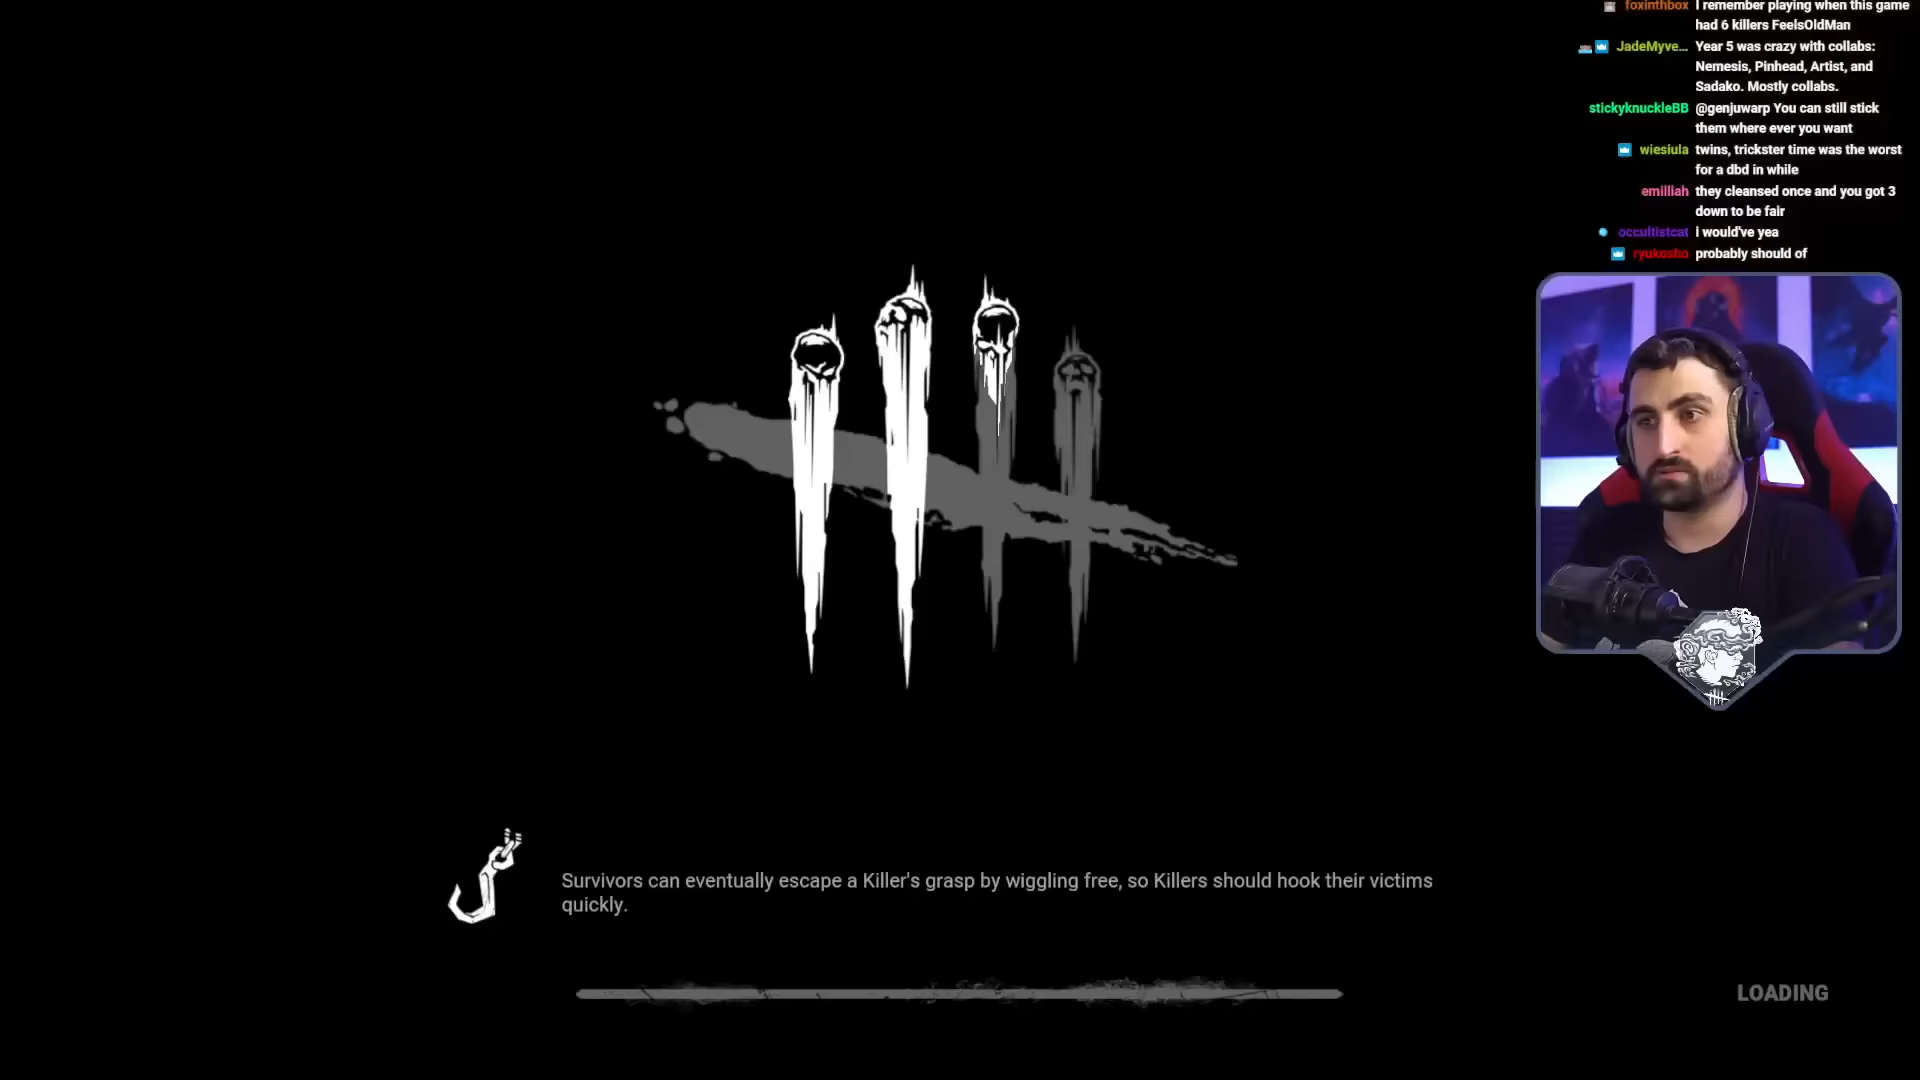 foxinthbox I remember playing when this game
had 6 killers FeelsOldMan
JadeMyve... Year 5 was crazy with collabs:
Nemesis, Pinhead, Artist, and
Sadako. Mostly collabs.
stickyknuckleBB @genjuwarp You can still stick
them where ever you want
wiesiula twins, trickster time was the worst
for a dbd in while
emilliah they cleansed once and you got 3
down to be fair
occultistcat i would've yea
ryukosho probably should of
Survivors can eventually escape a Killer's grasp by wiggling free, so Killers should hook their victims
quickly.
LOADING